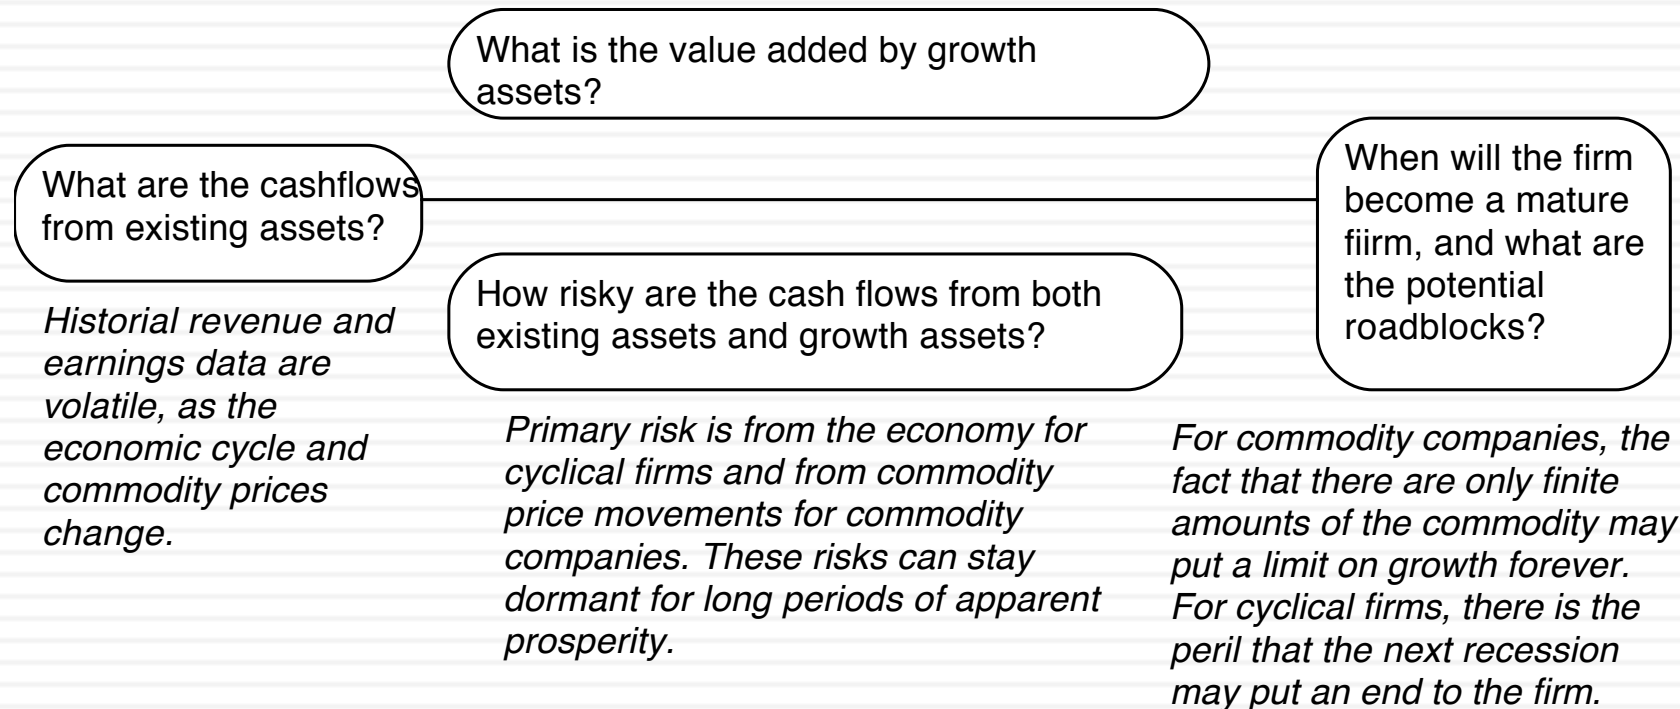 What is the value added by growth
assets?
What are the cashflows
from existing assets?
Historial revenue and
earnings data are
volatile, as the
economic cycle and
commodity prices
change.
How risky are the cash flows from both
existing assets and growth assets?
Primary risk is from the economy for
cyclical firms and from commodity
price movements for commodity
companies. These risks can stay
dormant for long periods of apparent
prosperity.
When will the firm
become a mature
fiirm, and what are
the potential
roadblocks?
For commodity companies, the
fact that there are only finite
amounts of the commodity may
put a limit on growth forever.
For cyclical firms, there is the
peril that the next recession
may put an end to the firm.